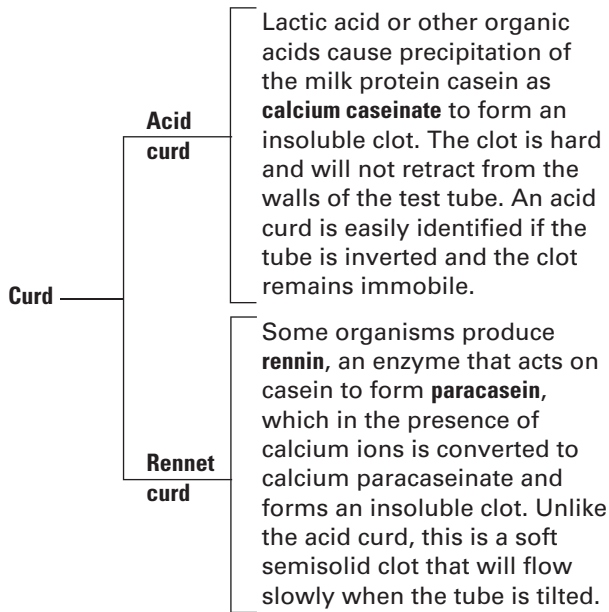 Curd
Acid
curd
Lactic acid or other organic
acids cause precipitation of
the milk protein casein as
calcium caseinate to form an
insoluble clot. The clot is hard
and will not retract from the
walls of the test tube. An acid
curd is easily identified if the
tube is inverted and the clot
remains immobile.
Rennet
curd
Some organisms produce
rennin, an enzyme that acts on
casein to form paracasein,
which in the presence of
calcium ions is converted to
calcium paracaseinate and
forms an insoluble clot. Unlike
the acid curd, this is a soft
semisolid clot that will flow
slowly when the tube is tilted.